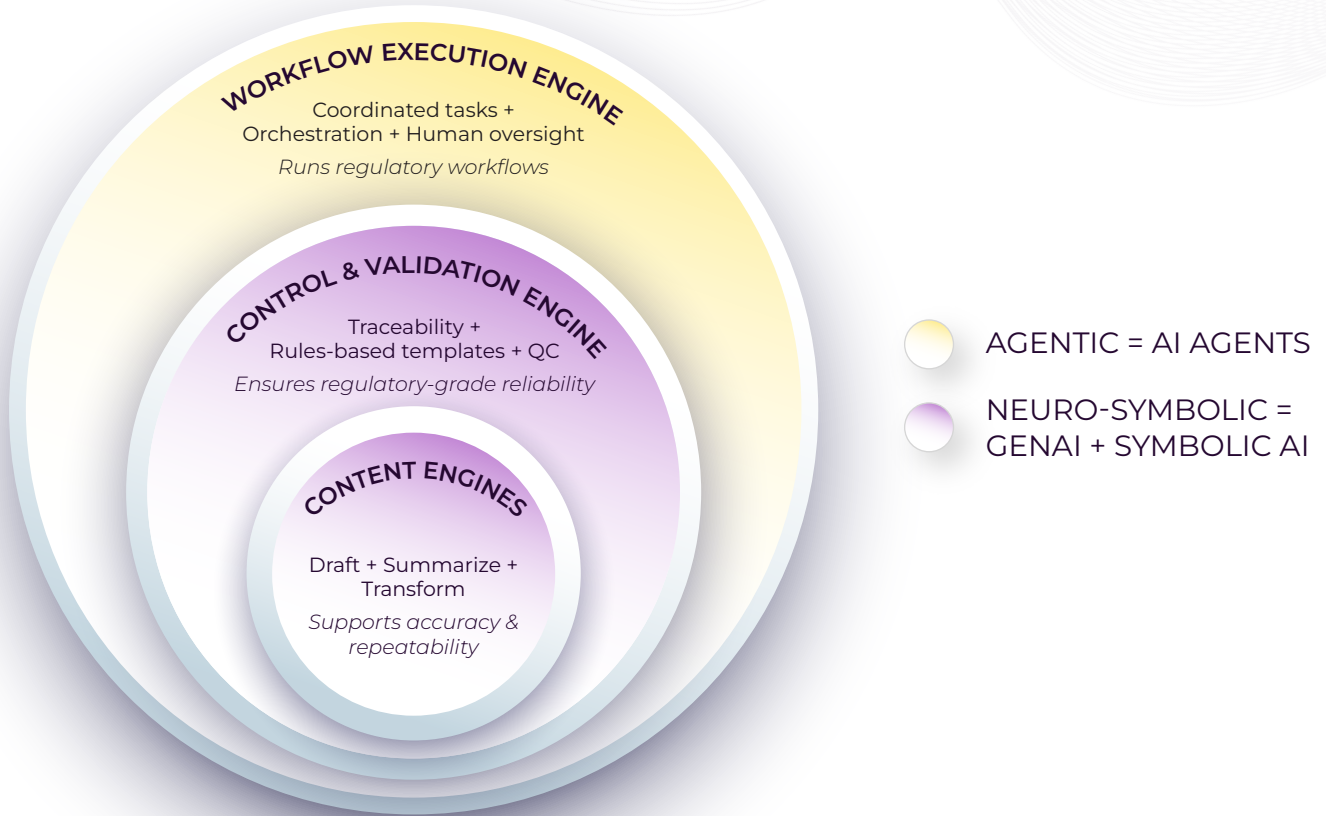 WORKFLOW EXECUTION ENGINE
Coordinated tasks +
Orchestration + Human oversight
Runs regulatory workflows
CONTROL & VALIDATION ENGINE
Traceability +
Rules-based templates + QC
Ensures regulatory-grade reliability
CONTENT ENGINES
Draft + Summarize +
Transform
Supports accuracy &
repeatability
AGENTIC = AI AGENTS
NEURO-SYMBOLIC =
GENAI + SYMBOLIC AI